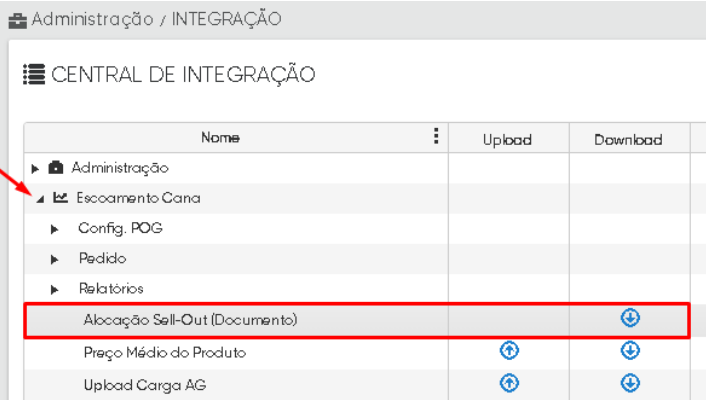 Administração / INTEGRAÇÃO
CENTRAL DE INTEGRAÇÃO
Nome Upload Download
Administração
Escoamento Cana
Config. POG
Pedido
Relatórios
Alocação Sell-Out (Documento)
Preço Médio do Produto
Upload Carga AG